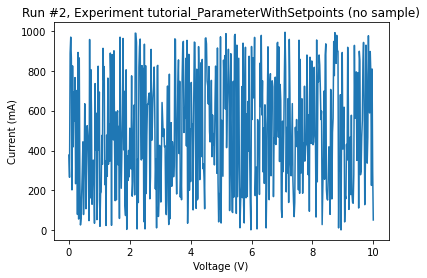 Run #2, Experiment tutorial_ParameterWithSetpoints (no sample)
1000
800
600
400
200
0
Current (mA)
0 2 4 6 8 10
Voltage (V)